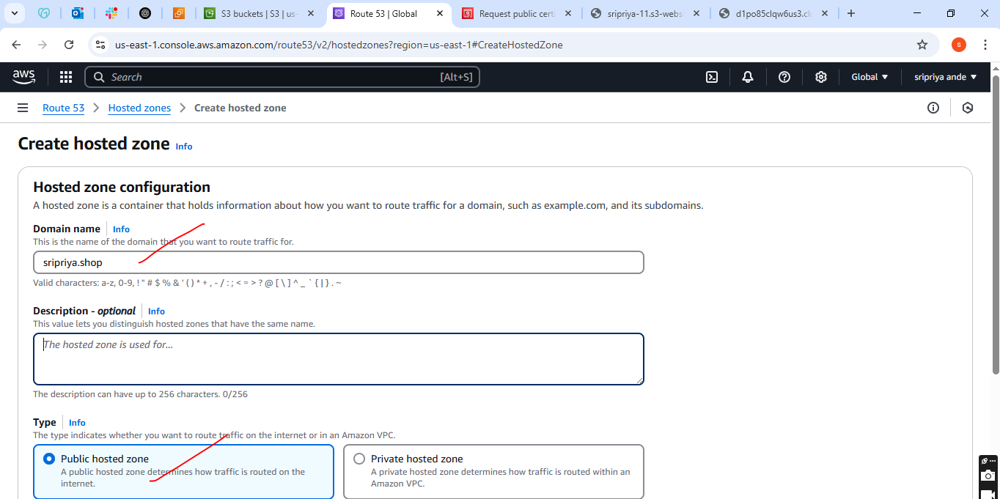 S3 buckets | S3 | us-
Route 53 | Global
Request public certi
sripriya-11.s3-webs
d1po85clqw6us3.clo
us-east-1.console.aws.amazon.com/route53/v2/hostedzones?region=us-east-1#CreateHostedZone
S
aws
Search
[Alt+S]
Global
sripriya ande
Route 53
Hosted zones
Create hosted zone
Create hosted zone Info
Hosted zone configuration
A hosted zone is a container that holds information about how you want to route traffic for a domain, such as example.com, and its subdomains.
Domain name Info
This is the name of the domain that you want to route traffic for.
sripriya.shop
Valid characters: a-z, 0-9, ! " # $ % & ' ( ) * + , - / : ; < = > ? @ [ \ ] ^ _ ` { | } . ~
Description - optional Info
This value lets you distinguish hosted zones that have the same name.
The hosted zone is used for...
The description can have up to 256 characters. 0/256
Type Info
The type indicates whether you want to route traffic on the internet or in an Amazon VPC.
Public hosted zone
A public hosted zone determines how traffic is routed on the
internet.
Private hosted zone
A private hosted zone determines how traffic is routed within an
Amazon VPC.